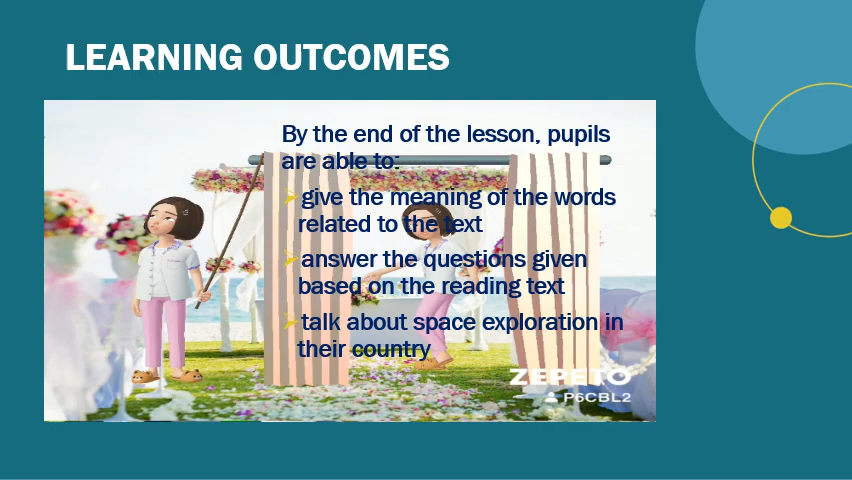 LEARNING OUTCOMES
By the end of the lesson, pupils
are able to:
give the meaning of the words
related to the text
answer the questions given
based on the reading text
talk about space exploration in
their country
ZEPETO
P6CBL2